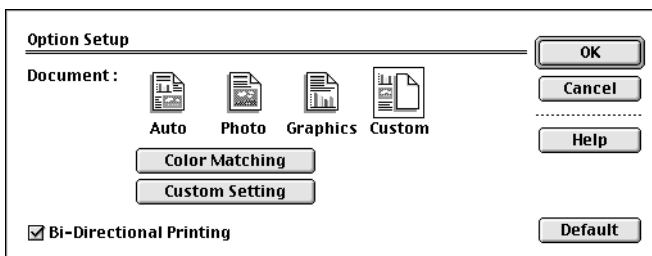 Option Setup
OK
Document :
Cancel
Auto Photo Graphics Custom
Help
Color Matching
Custom Setting
Bi-Directional Printing
Default